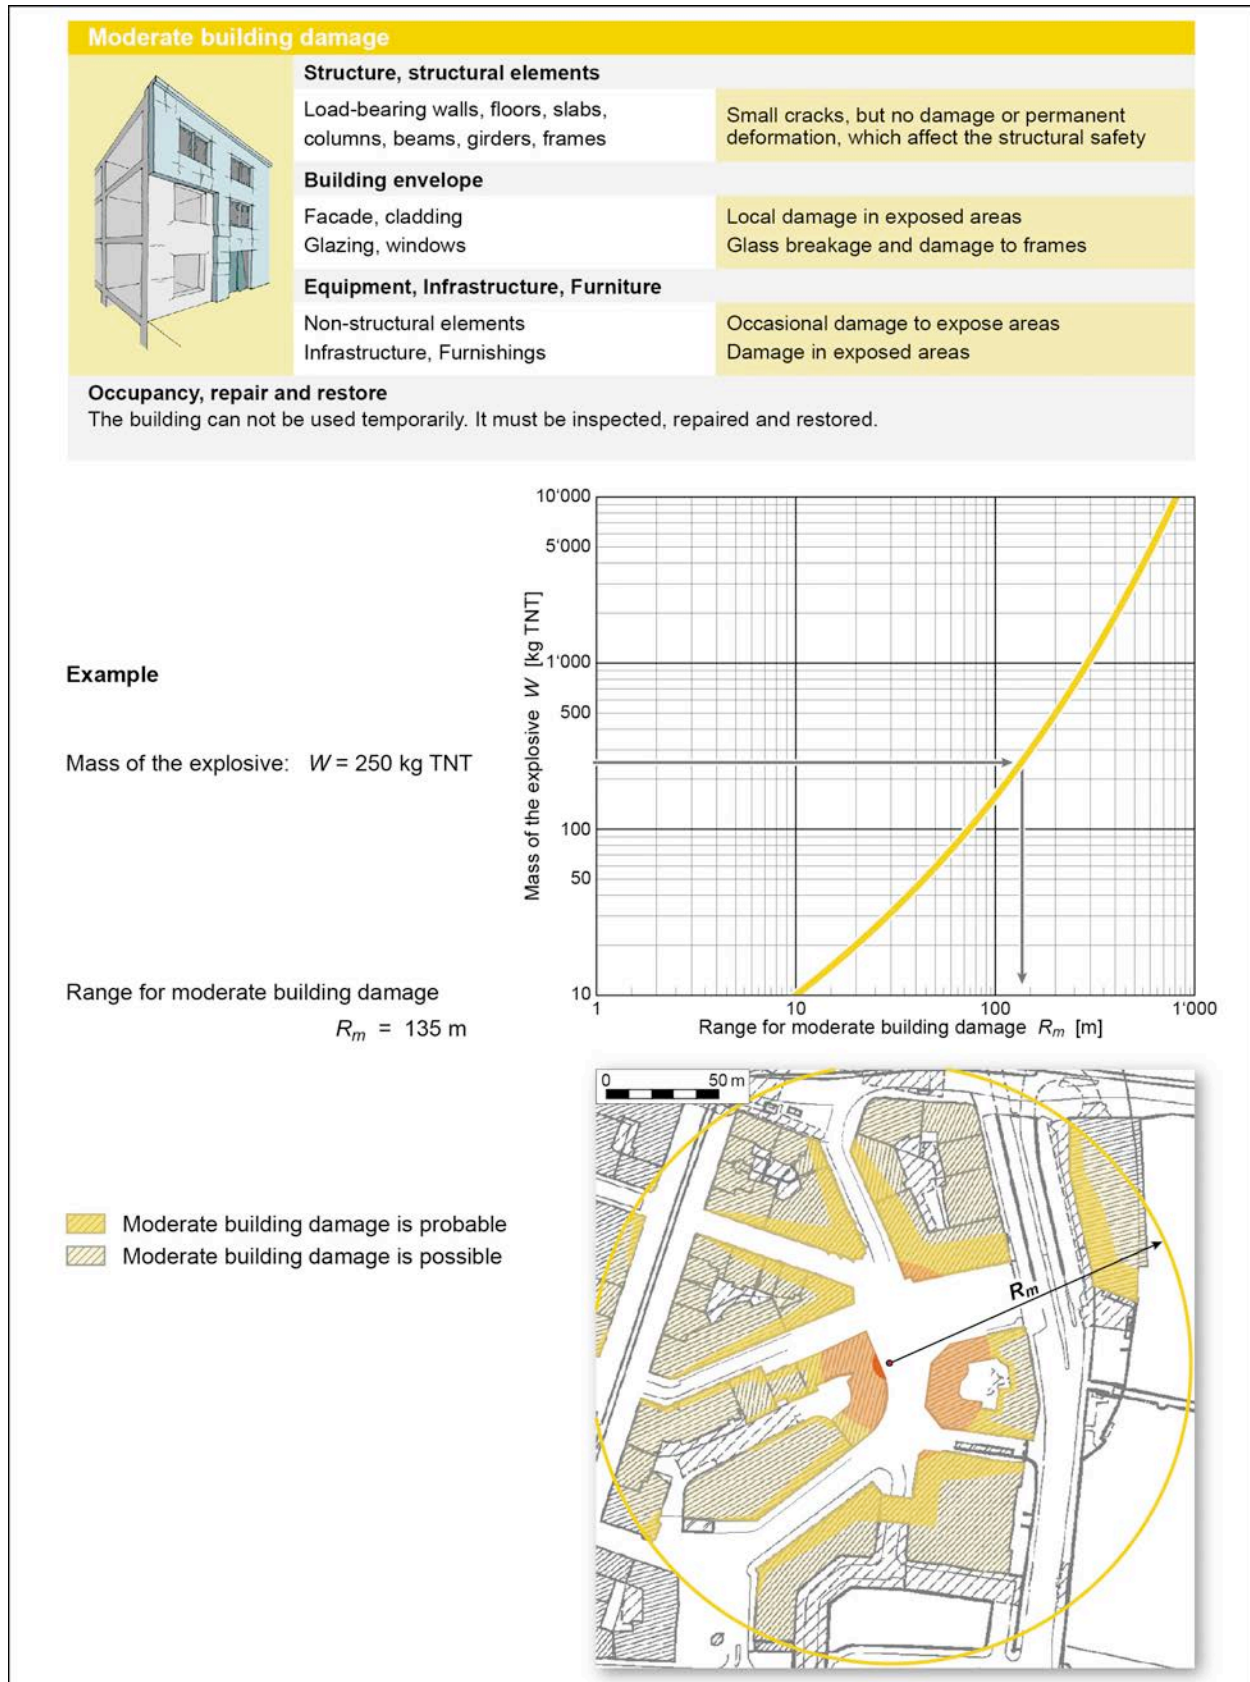 Moderate building damage
Structure, structural elements
Load-bearing walls, floors, slabs,
columns, beams, girders, frames
Small cracks, but no damage or permanent
deformation, which affect the structural safety
Building envelope
Facade, cladding
Local damage in exposed areas
Glazing, windows
Glass breakage and damage to frames
Equipment, Infrastructure, Furniture
Non-structural elements
Occasional damage to expose areas
Infrastructure, Furnishings
Damage in exposed areas
Occupancy, repair and restore
The building can not be used temporarily. It must be inspected, repaired and restored.
Example
Mass of the explosive: W = 250 kg TNT
Range for moderate building damage
Rm = 135 m
Mass of the explosive W [kg TNT]
10'000
5'000
1'000
500
100
50
10
1 10 100 1'000
Range for moderate building damage Rm [m]
Moderate building damage is probable
Moderate building damage is possible
0 50 m
Rm